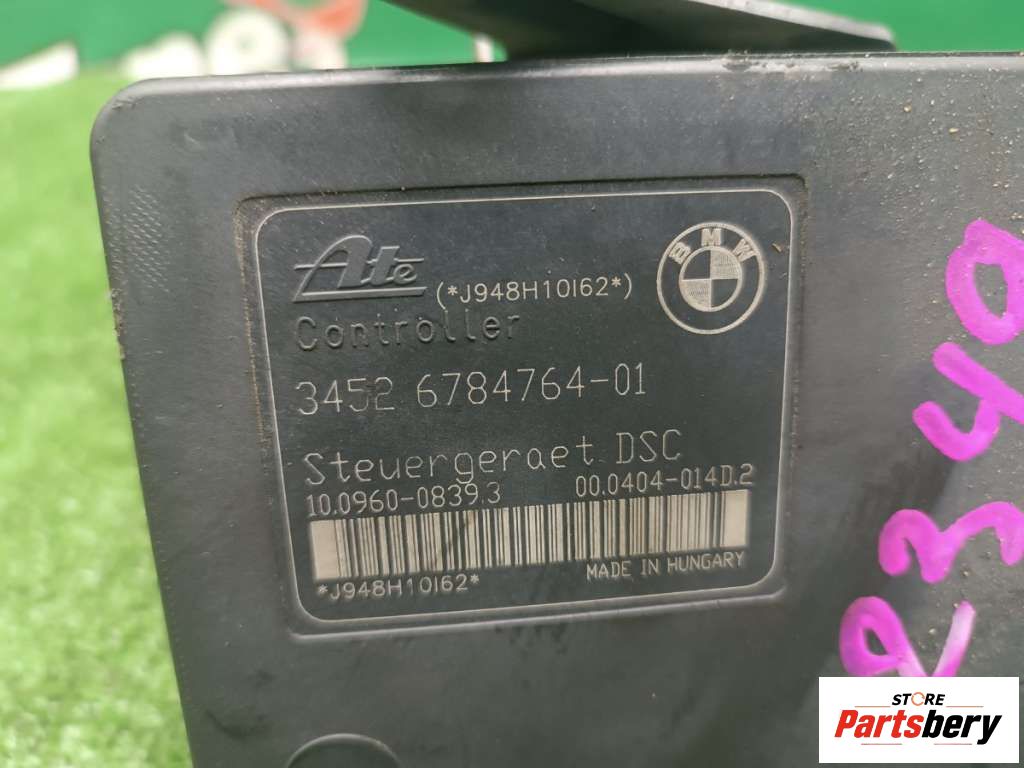 Ate (*J948H10I62*)
BMW
Controller
3452 6784764-01
Steuergeraet DSC
10.0960-0839.3 00.0404-014D.2
*J948H10I62*
MADE IN HUNGARY
R340
STORE
Partsbery